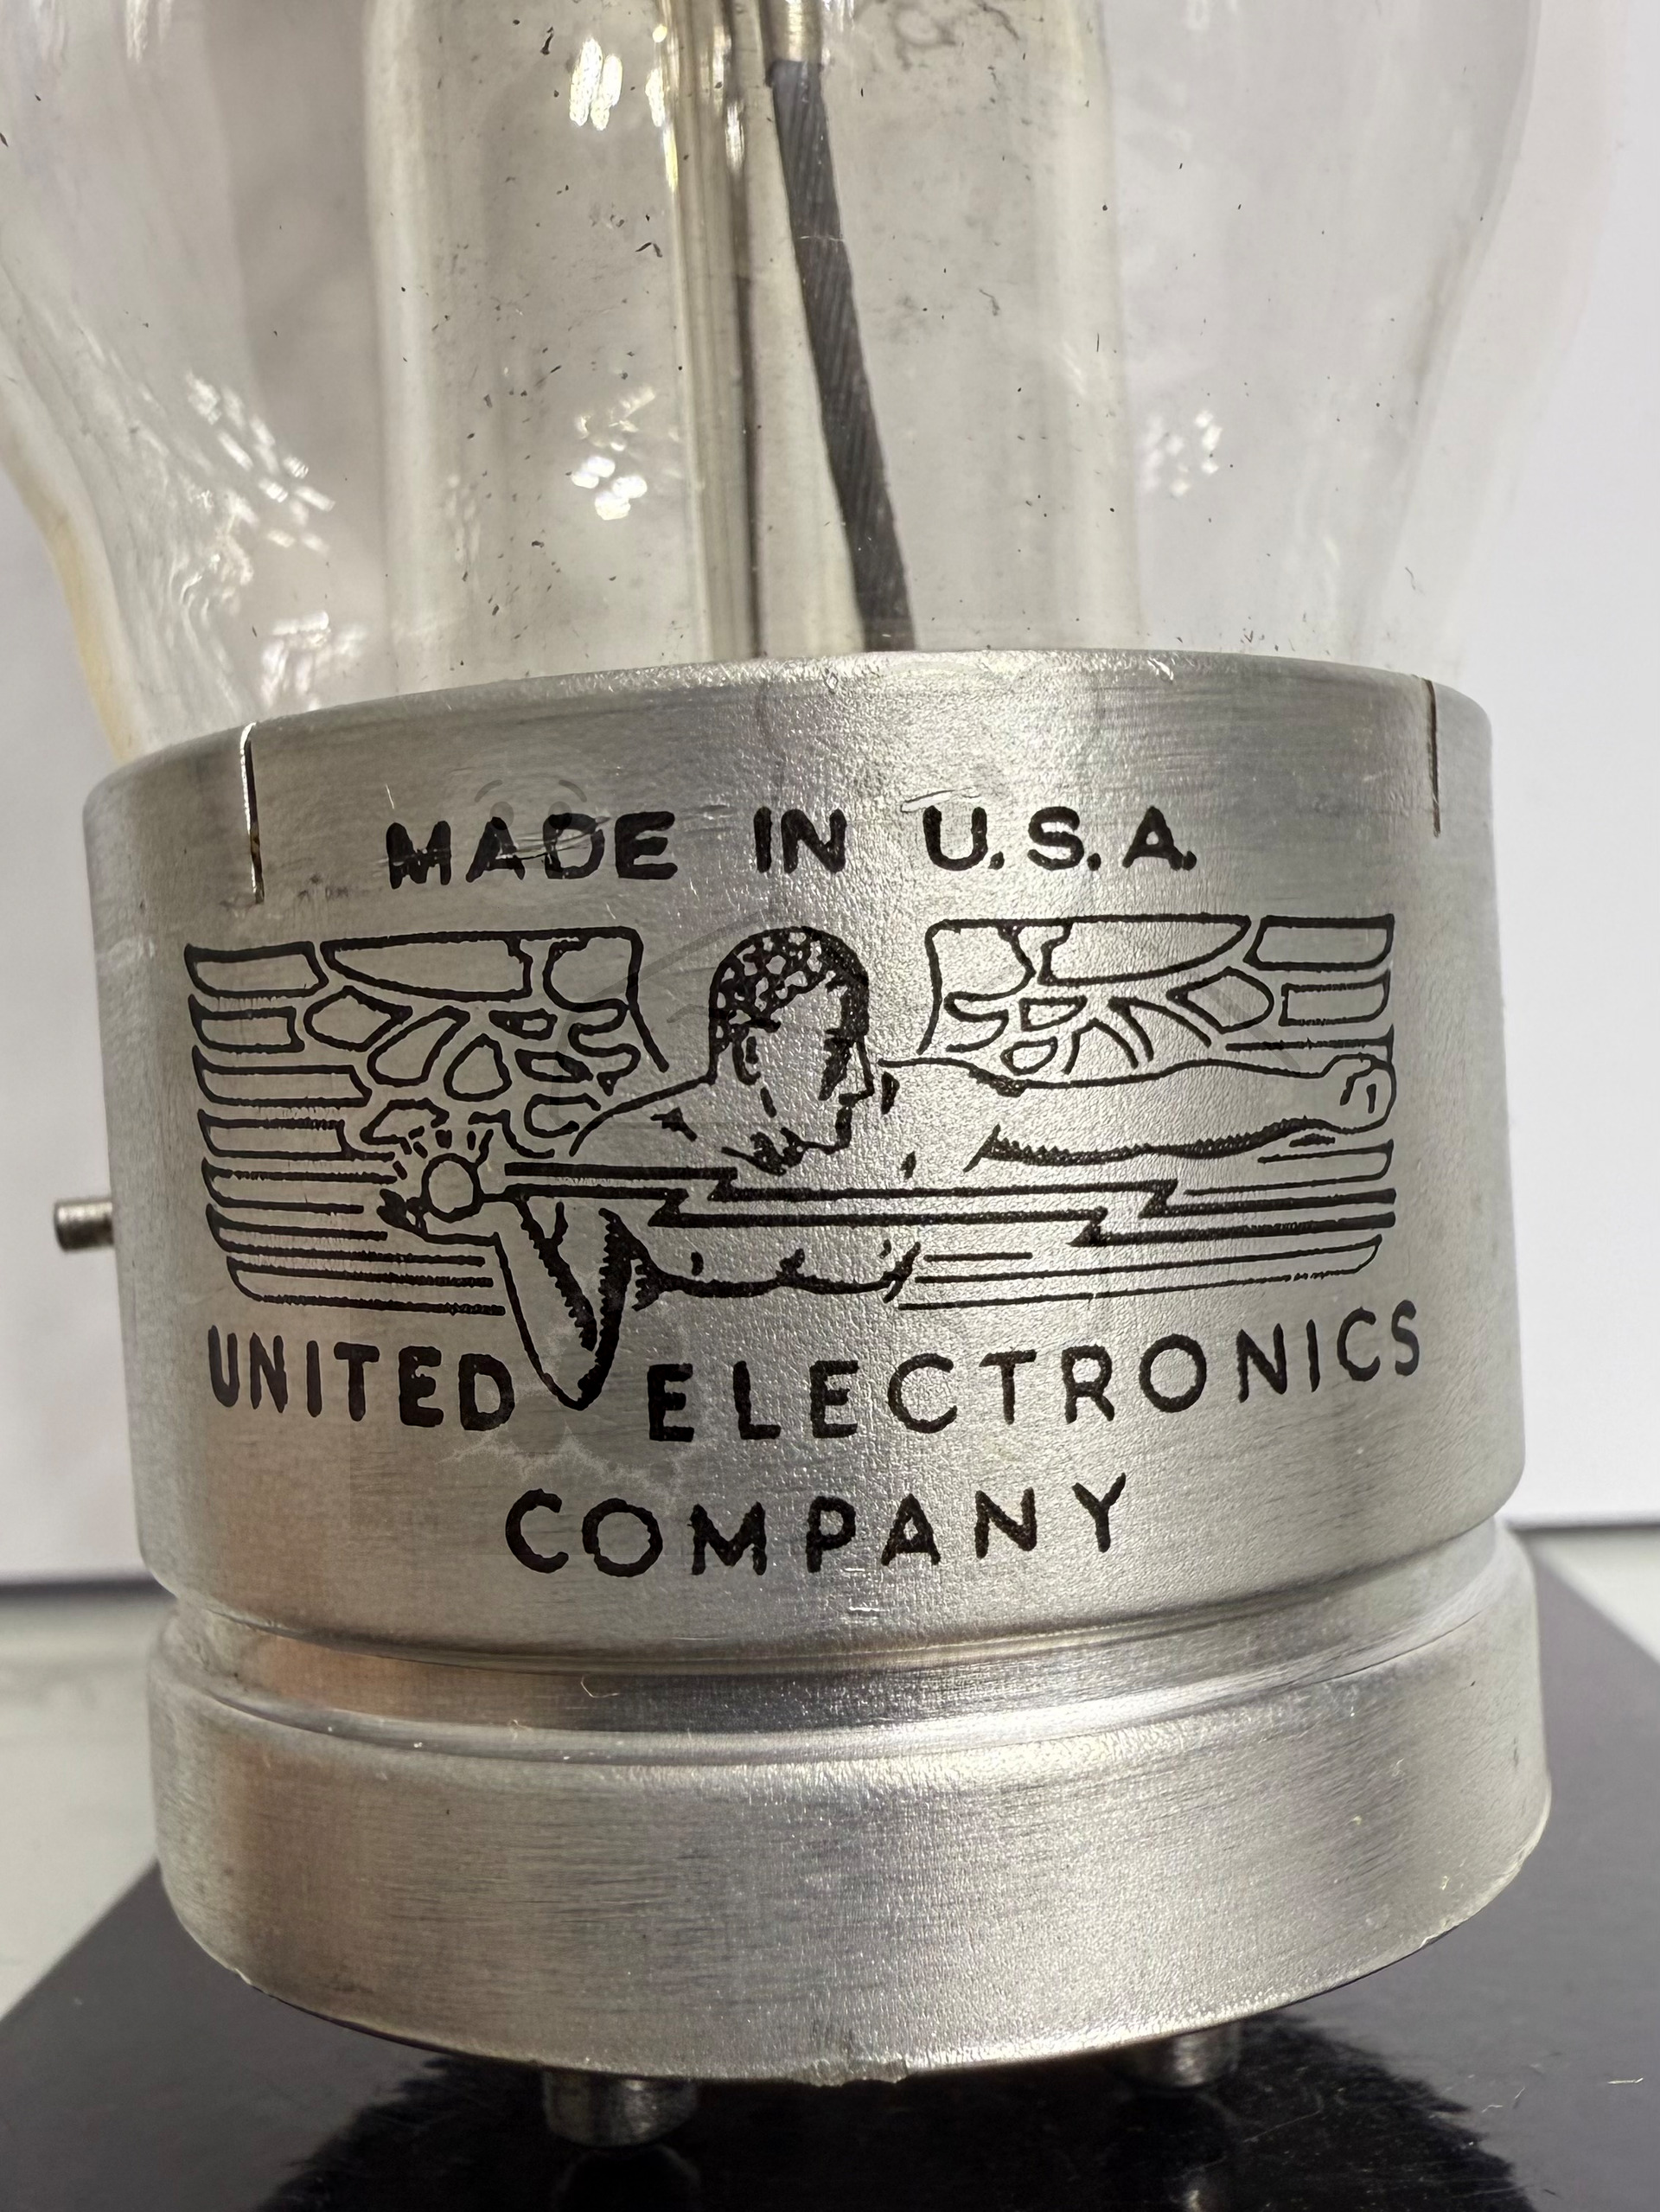 MADE IN U.S.A.
UNITED ELECTRONICS
COMPANY